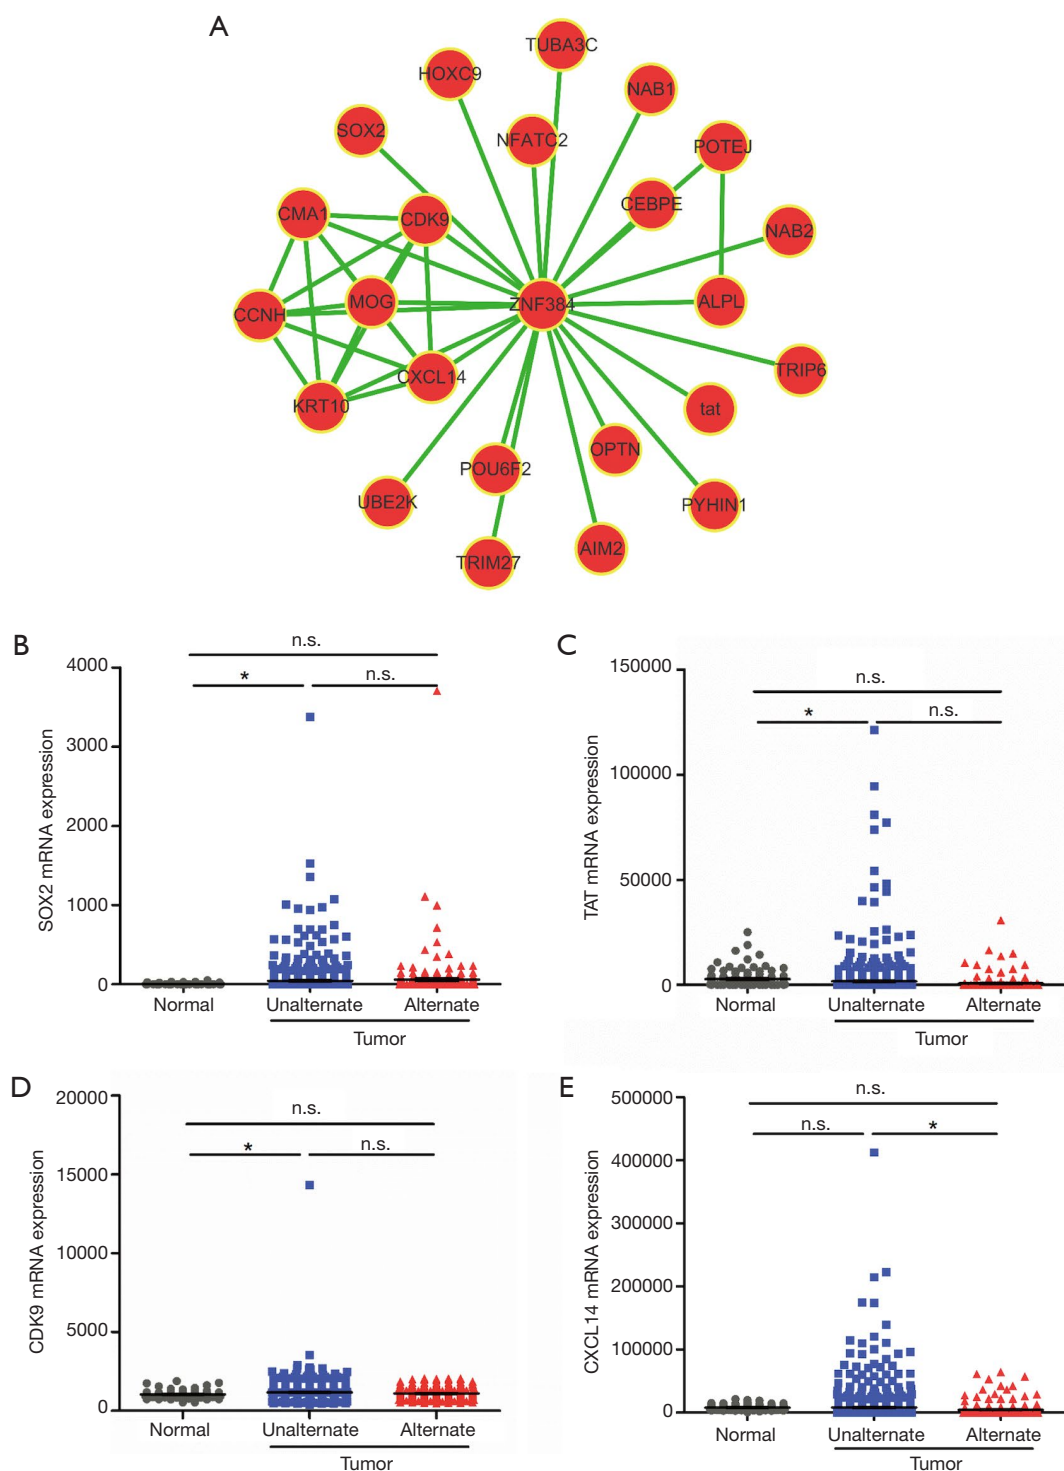 A
TUBA3C
HOXC9
NAB1
SOX2
NFATC2
POTEJ
CEBPE
CMA1
CDK9
NAB2
MOG
ZNF384
ALPL
CCNH
CXCL14
TRIP6
KRT10
tat
OPTN
POU6F2
UBE2K
PYHIN1
AIM2
TRIM27
B
n.s.
* n.s.
SOX2 mRNA expression
4000
3000
2000
1000
0
Normal Unalternate Alternate
Tumor
C
n.s.
* n.s.
TAT mRNA expression
150000
100000
50000
0
Normal Unalternate Alternate
Tumor
D
n.s.
* n.s.
CDK9 mRNA expression
20000
15000
10000
5000
0
Normal Unalternate Alternate
Tumor
E
n.s.
n.s. *
CXCL14 mRNA expression
500000
400000
300000
200000
100000
0
Normal Unalternate Alternate
Tumor